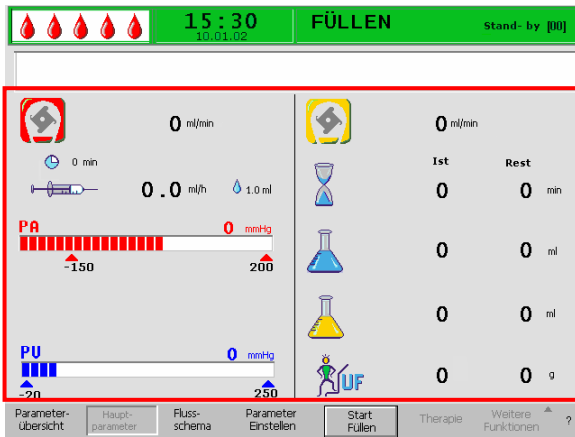 15:30 FÜLLEN Stand- by [00]
10.01.02
0 ml/min
0 min
0.0 ml/h 1.0 ml
PA 0 mmHg
-150 200
PV 0 mmHg
-20 250
0 ml/min
Ist Rest
0 0 min
0 0 ml
0 0 ml
UF 0 0 g
Parameter-
übersicht
Haupt-
parameter
Fluss-
schema
Parameter
Einstellen
Start
Füllen
Therapie
Weitere
Funktionen
?